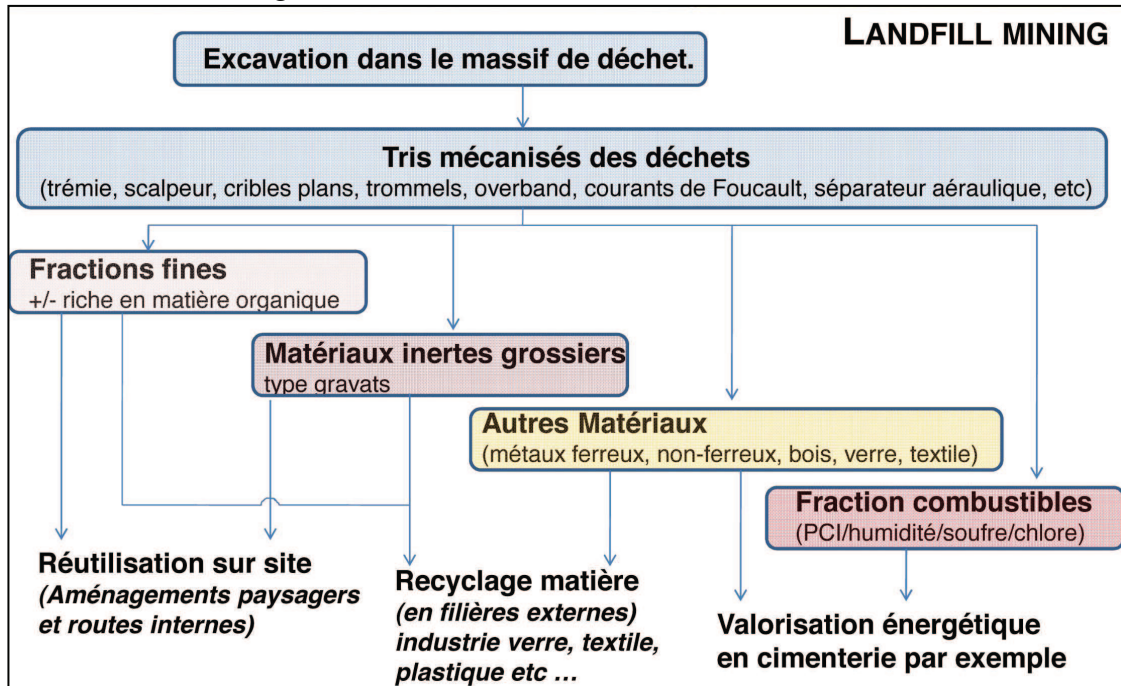 LANDFILL MINING
Excavation dans le massif de déchet.
Tris mécanisés des déchets
(trémie, scalpeur, cribles plans, trommels, overband, courants de Foucault, séparateur aéraulique, etc)
Fractions fines
+/- riche en matière organique
Matériaux inertes grossiers
type gravats
Autres Matériaux
(métaux ferreux, non-ferreux, bois, verre, textile)
Fraction combustibles
(PCI/humidité/soufre/chlore)
Réutilisation sur site
(Aménagements paysagers
et routes internes)
Recyclage matière
(en filières externes)
industrie verre, textile,
plastique etc ...
Valorisation énergétique
en cimenterie par exemple